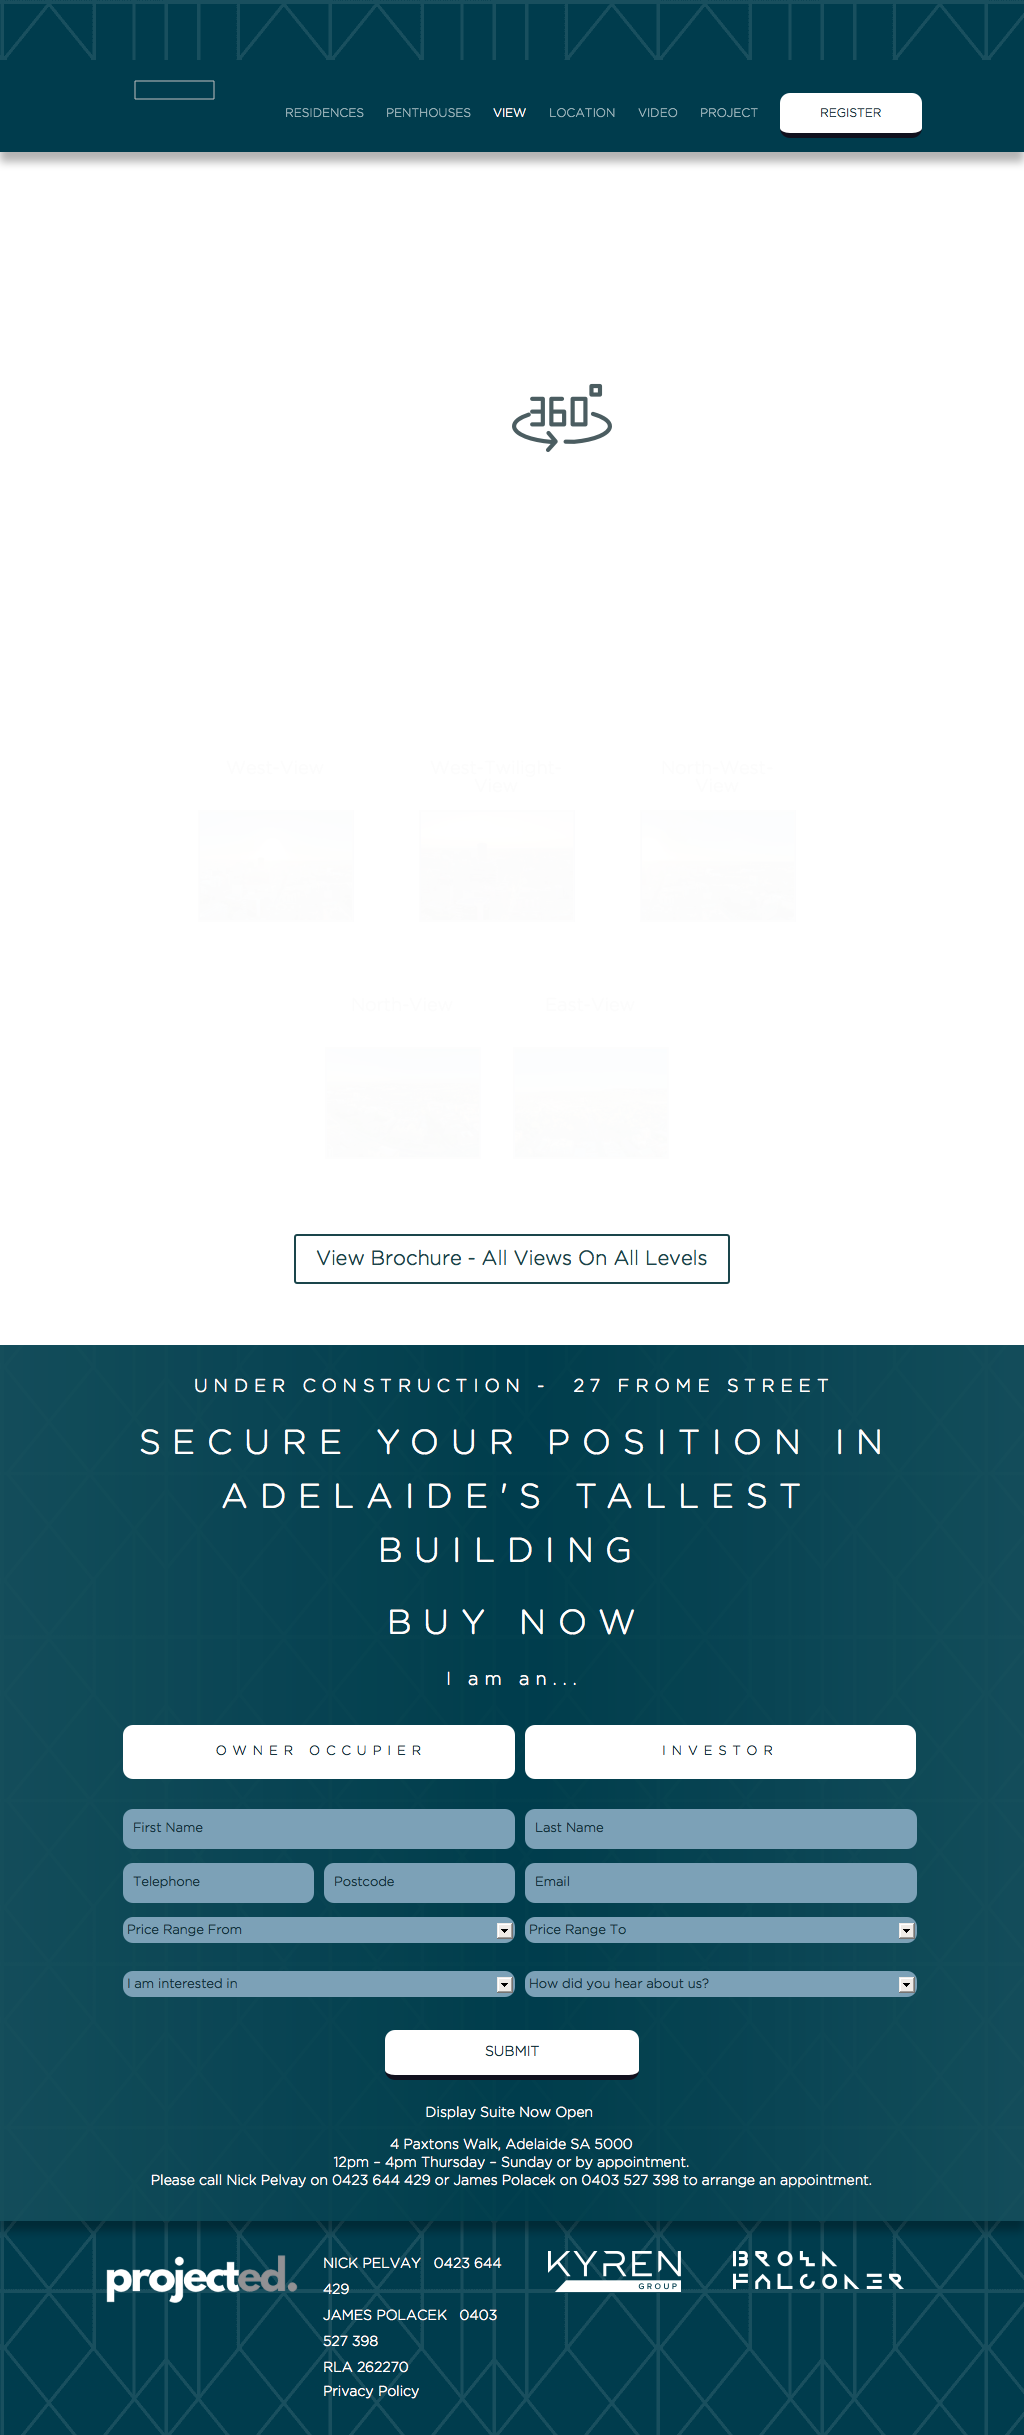 RESIDENCES PENTHOUSES VIEW LOCATION VIDEO PROJECT REGISTER
360°
View Brochure - All Views On All Levels
UNDER CONSTRUCTION - 27 FROME STREET
SECURE YOUR POSITION IN
ADELAIDE'S TALLEST
BUILDING
BUY NOW
I am an...
OWNER OCCUPIER INVESTOR
First Name Last Name
Telephone Postcode Email
Price Range From Price Range To
I am interested in How did you hear about us?
SUBMIT
Display Suite Now Open
4 Paxtons Walk, Adelaide SA 5000
12pm – 4pm Thursday – Sunday or by appointment.
Please call Nick Pelvay on 0423 644 429 or James Polacek on 0403 527 398 to arrange an appointment.
projected.
NICK PELVAY 0423 644
429
JAMES POLACEK 0403
527 398
RLA 262270
Privacy Policy
KYREN
GROUP
BROWN
FALCONER